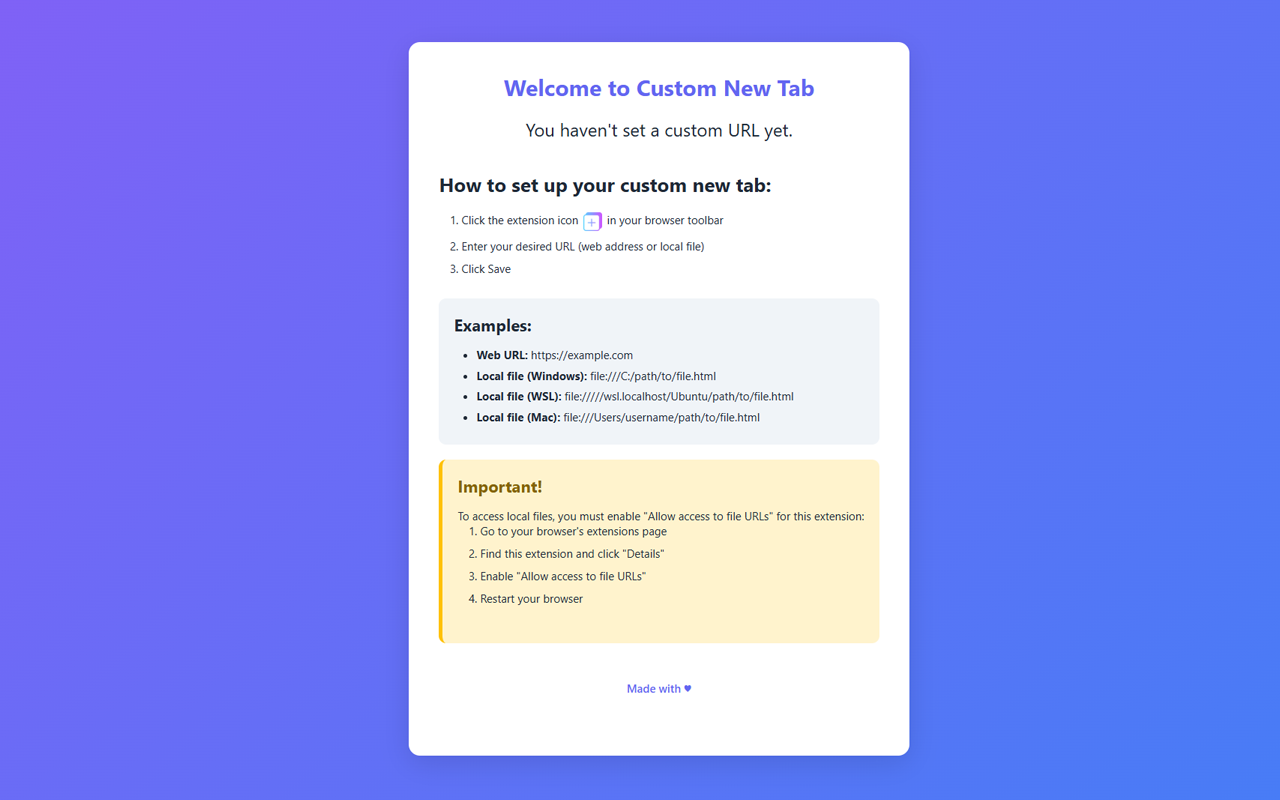 Welcome to Custom New Tab
You haven't set a custom URL yet.
How to set up your custom new tab:
1. Click the extension icon in your browser toolbar
2. Enter your desired URL (web address or local file)
3. Click Save
Examples:
• Web URL: https://example.com
• Local file (Windows): file:///C:/path/to/file.html
• Local file (WSL): file://///wsl.localhost/Ubuntu/path/to/file.html
• Local file (Mac): file:///Users/username/path/to/file.html
Important!
To access local files, you must enable "Allow access to file URLs" for this extension:
1. Go to your browser's extensions page
2. Find this extension and click "Details"
3. Enable "Allow access to file URLs"
4. Restart your browser
Made with ♥